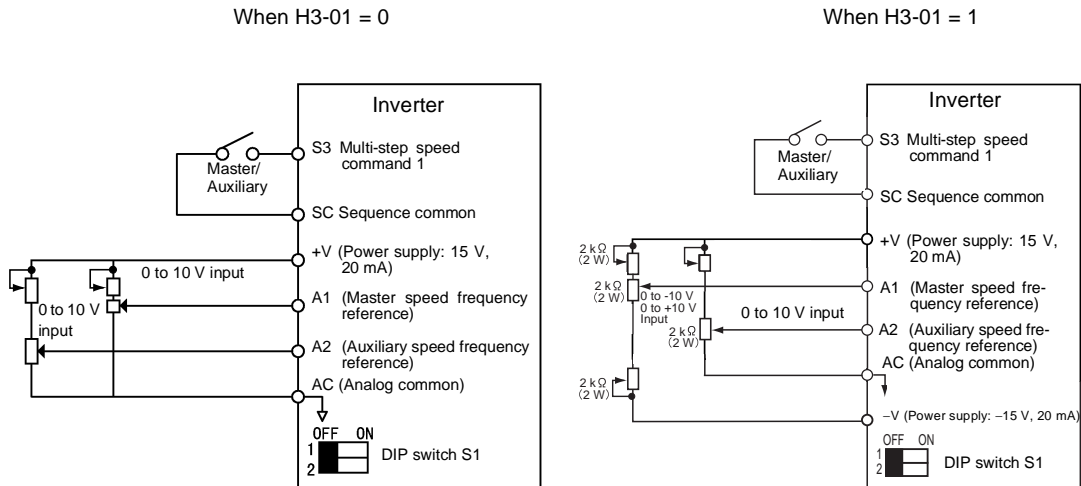 When H3-01 = 0
Inverter
S3 Multi-step speed
command 1
Master/
Auxiliary
SC Sequence common
+V (Power supply: 15 V,
20 mA)
0 to 10 V input
A1 (Master speed frequency
reference)
0 to 10 V
input
A2 (Auxiliary speed frequency
reference)
AC (Analog common)
OFF ON
1
2
DIP switch S1
When H3-01 = 1
Inverter
S3 Multi-step speed
command 1
Master/
Auxiliary
SC Sequence common
+V (Power supply: 15 V,
20 mA)
2 kΩ
(2 W)
2 kΩ
(2 W)
0 to -10 V
0 to +10 V
Input
A1 (Master speed fre-
quency reference)
0 to 10 V input
2 kΩ
(2 W)
A2 (Auxiliary speed fre-
quency reference)
AC (Analog common)
2 kΩ
(2 W)
−V (Power supply: −15 V, 20 mA)
OFF ON
1
2
DIP switch S1